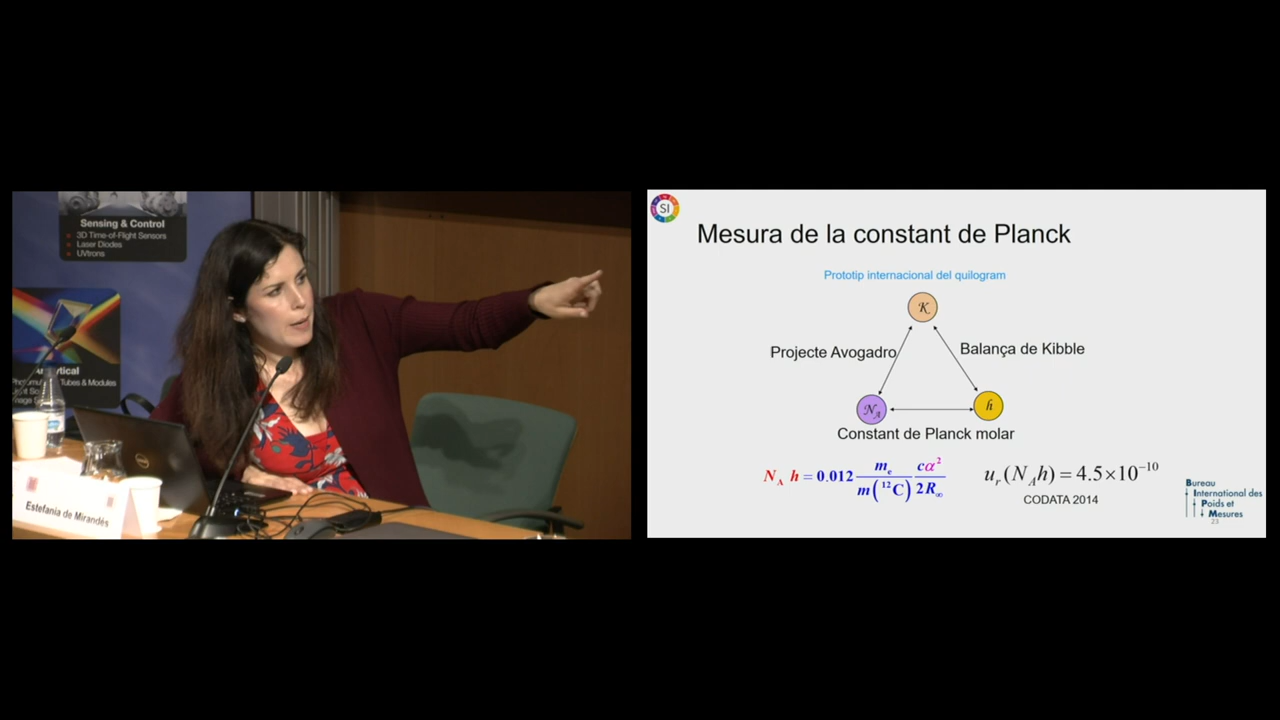 Sensing & Control
3D Time-of-Flight Sensors
Laser Diodes
UVtrons
Tubes & Modules
Estefania de Mirandés
SI
Mesura de la constant de Planck
Prototip internacional del quilogram
K
Projecte Avogadro
Balança de Kibble
N_A
h
Constant de Planck molar
N_A h = 0.012 m_e / m(¹²C) cα² / 2R_∞
u_r(N_A h) = 4.5×10⁻¹⁰
CODATA 2014
Bureau
International des
Poids et
Mesures
23